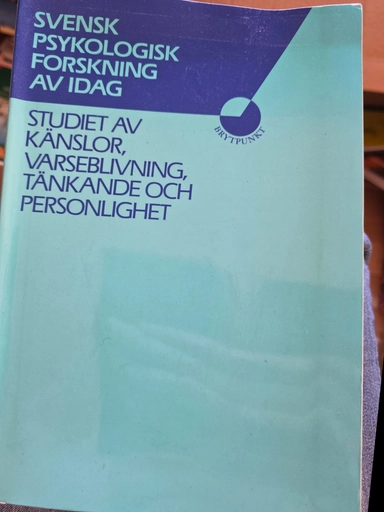 SVENSK
PSYKOLOGISK
FORSKNING
AV IDAG
BRYTPUNKT
STUDIET AV
KÄNSLOR,
VARSEBLIVNING,
TÄNKANDE OCH
PERSONLIGHET